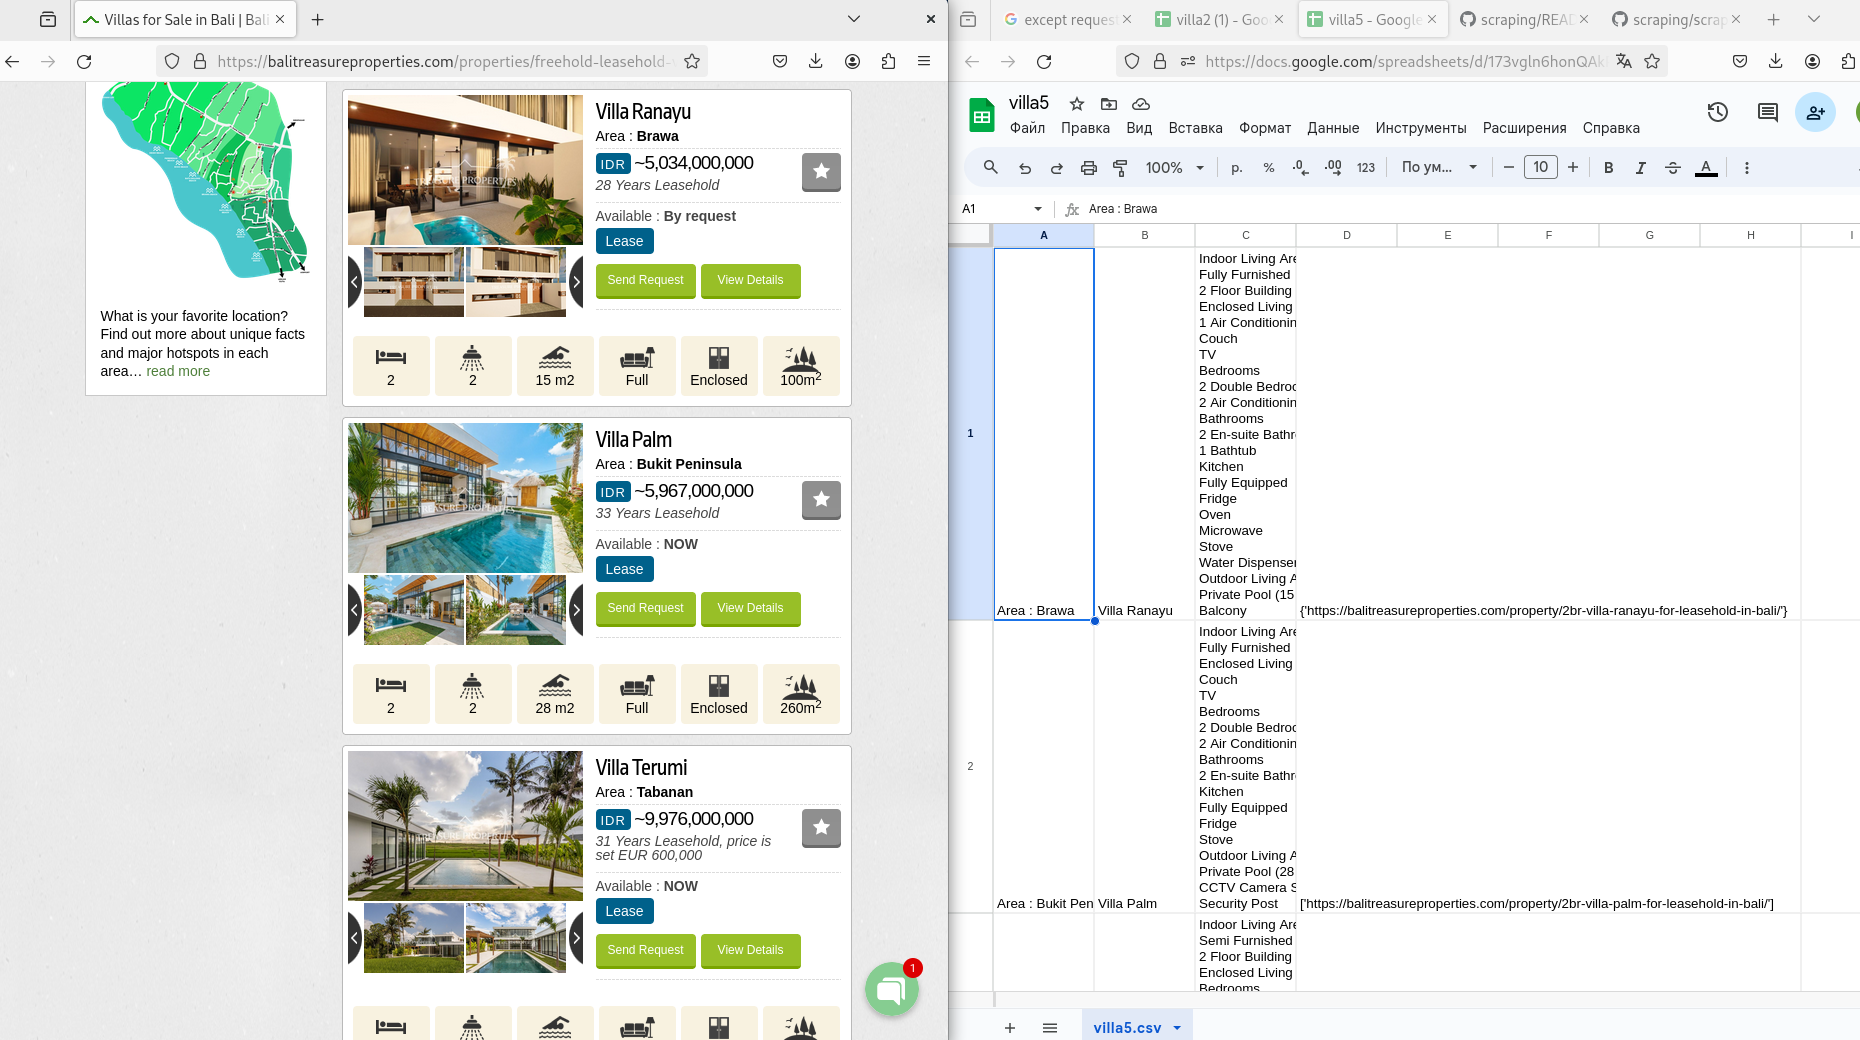 Villas for Sale in Bali | Bali
https://balitreasureproperties.com/properties/freehold-leasehold-
What is your favorite location?
Find out more about unique facts
and major hotspots in each
area… read more
Villa Ranayu
Area : Brawa
IDR ~5,034,000,000
28 Years Leasehold
Available : By request
Lease
Send Request View Details
TREASURE PROPERTIES
2 2 15 m2 Full Enclosed 100m2
Villa Palm
Area : Bukit Peninsula
IDR ~5,967,000,000
33 Years Leasehold
Available : NOW
Lease
Send Request View Details
TREASURE PROPERTIES
2 2 28 m2 Full Enclosed 260m2
Villa Terumi
Area : Tabanan
IDR ~9,976,000,000
31 Years Leasehold, price is
set EUR 600,000
Available : NOW
Lease
Send Request View Details
TREASURE PROPERTIES
1
except reques villa2 (1) - Goo villa5 - Google scraping/REA scraping/scrap
https://docs.google.com/spreadsheets/d/173vgln6honQAk
villa5
Файл Правка Вид Вставка Формат Данные Инструменты Расширения Справка
100% р. % .0 .00 123 По ум... 10 B I A
A1 fx Area : Brawa
A B C D E F G H I
1
Indoor Living Are
Fully Furnished
2 Floor Building
Enclosed Living
1 Air Conditionin
Couch
TV
Bedrooms
2 Double Bedroo
2 Air Conditionin
Bathrooms
2 En-suite Bathr
1 Bathtub
Kitchen
Fully Equipped
Fridge
Oven
Microwave
Stove
Water Dispenser
Outdoor Living A
Private Pool (15
Area : Brawa Villa Ranayu Balcony {'https://balitreasureproperties.com/property/2br-villa-ranayu-for-leasehold-in-bali/'}
2
Indoor Living Are
Fully Furnished
Enclosed Living
Couch
TV
Bedrooms
2 Double Bedroo
2 Air Conditionin
Bathrooms
2 En-suite Bathr
Kitchen
Fully Equipped
Fridge
Stove
Outdoor Living A
Private Pool (28
CCTV Camera S
Area : Bukit Pen Villa Palm Security Post ['https://balitreasureproperties.com/property/2br-villa-palm-for-leasehold-in-bali/']
Indoor Living Are
Semi Furnished
2 Floor Building
Enclosed Living
Bedrooms
villa5.csv